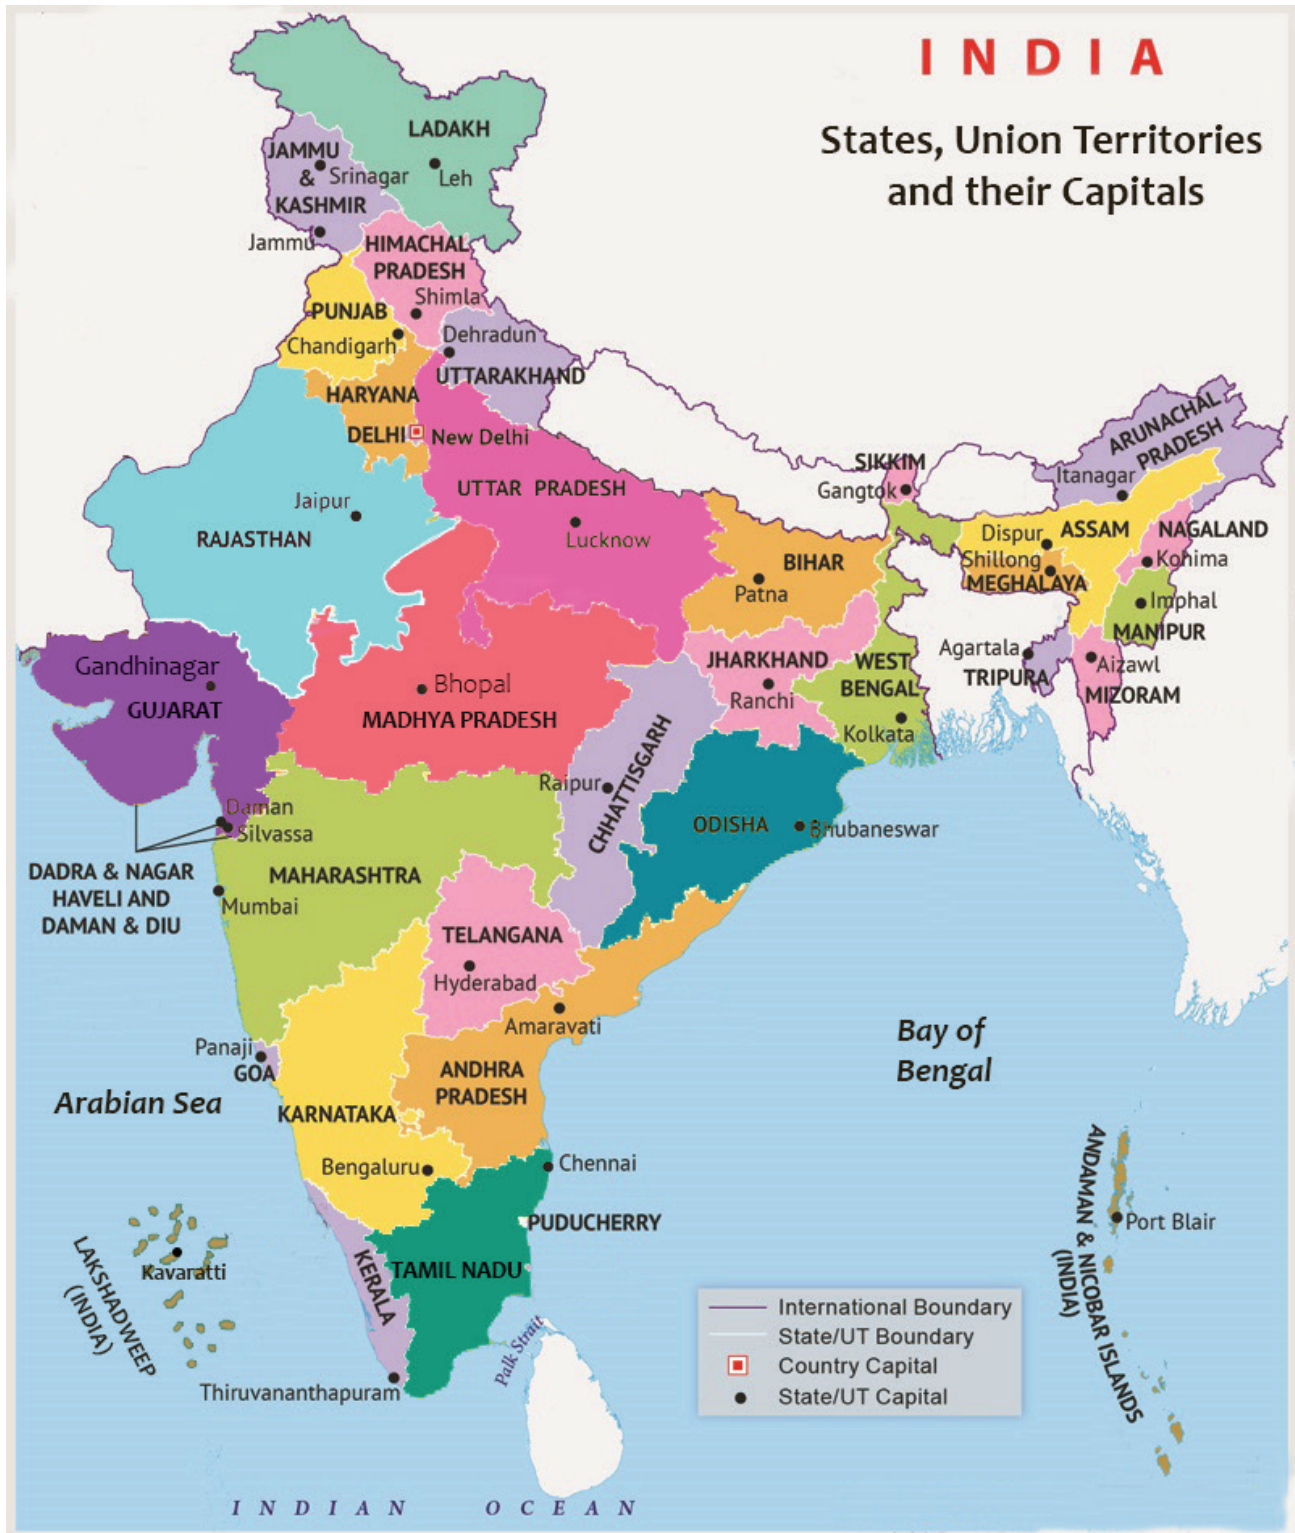 INDIA
States, Union Territories
and their Capitals
LADAKH
Leh
JAMMU
&
KASHMIR
Srinagar
Jammu
HIMACHAL
PRADESH
Shimla
PUNJAB
Chandigarh
Dehradun
UTTARAKHAND
HARYANA
DELHI
New Delhi
UTTAR PRADESH
Lucknow
Jaipur
RAJASTHAN
BIHAR
Patna
SIKKIM
Gangtok
ARUNACHAL
PRADESH
Itanagar
Dispur
ASSAM
NAGALAND
Kohima
Shillong
MEGHALAYA
Imphal
MANIPUR
Agartala
TRIPURA
Aizawl
MIZORAM
Gandhinagar
GUJARAT
Bhopal
MADHYA PRADESH
JHARKHAND
Ranchi
WEST
BENGAL
Kolkata
Raipur
CHHATTISGARH
ODISHA
Bhubaneswar
Daman
Silvassa
DADRA & NAGAR
HAVELI AND
DAMAN & DIU
MAHARASHTRA
Mumbai
TELANGANA
Hyderabad
Amaravati
ANDHRA
PRADESH
Panaji
GOA
KARNATAKA
Bengaluru
Arabian Sea
Bay of
Bengal
Chennai
PUDUCHERRY
TAMIL NADU
KERALA
Thiruvananthapuram
Kavaratti
LAKSHADWEEP
(INDIA)
Palk Strait
ANDAMAN & NICOBAR ISLANDS
(INDIA)
Port Blair
International Boundary
State/UT Boundary
Country Capital
State/UT Capital
INDIAN OCEAN